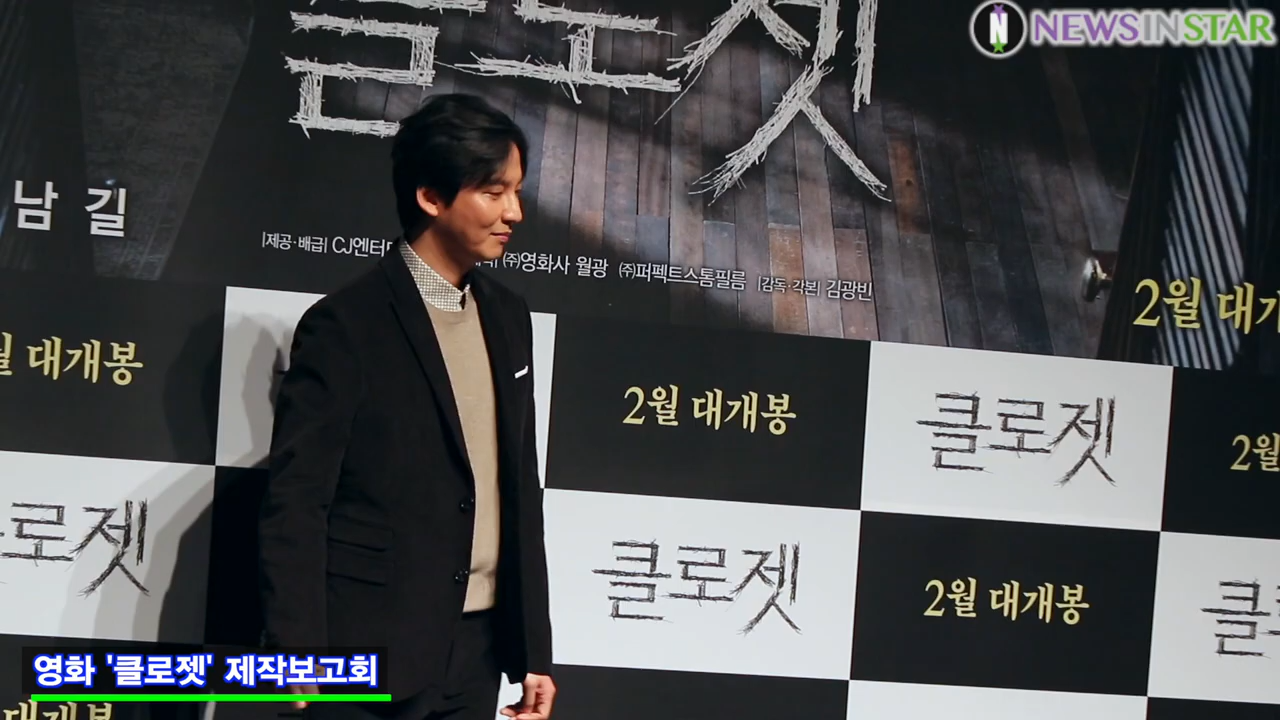 NEWSINSTAR
클로젯
남길
|제공·배급| CJ엔터 ㈜영화사 월광 ㈜퍼펙트스톰필름 |감독·각본| 김광빈
2월 대개
월 대개봉
2월 대개봉
클로젯
2월
로젯
클로젯
2월 대개봉
클로
영화 '클로젯' 제작보고회
대개봉